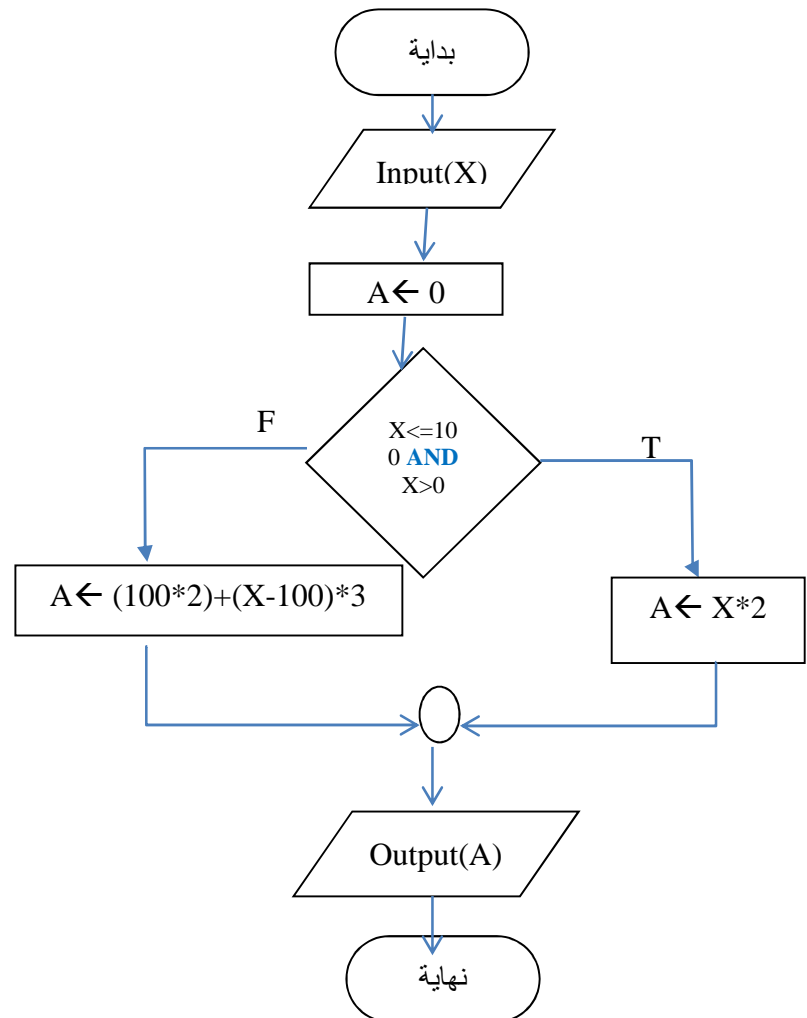 بداية
Input(X)
A← 0
F
X<=10
0 AND
X>0
T
A← (100*2)+(X-100)*3
A← X*2
Output(A)
نهاية